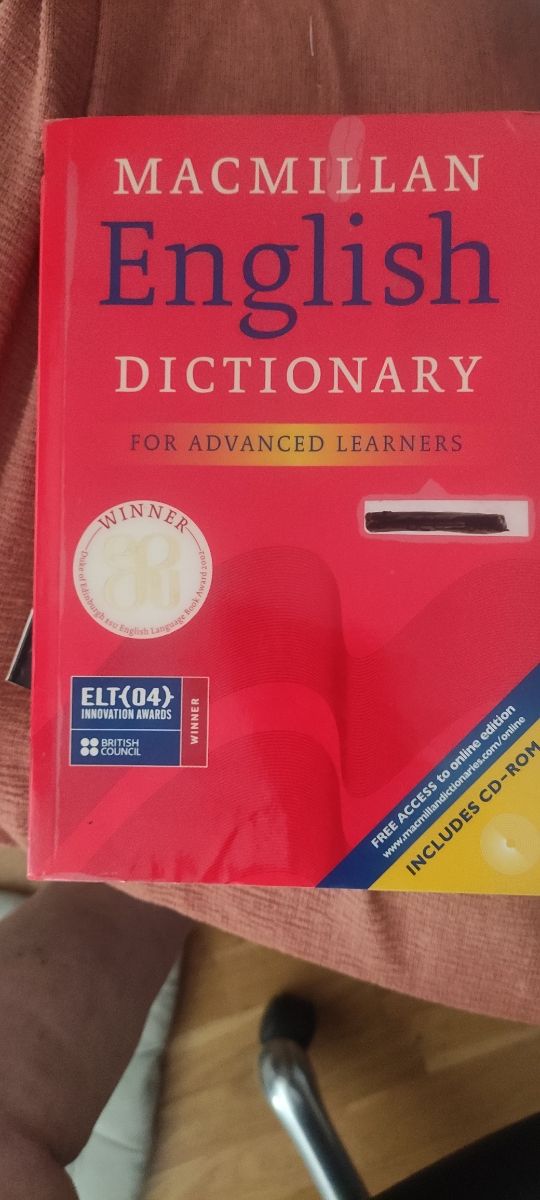 MACMILLAN
English
DICTIONARY
FOR ADVANCED LEARNERS
WINNER
Duke of Edinburgh ESU English Language Book Award 2002
ELT{04}
INNOVATION AWARDS
BRITISH
COUNCIL
WINNER
FREE ACCESS to online edition
www.macmillandictionaries.com/online
INCLUDES CD-ROM